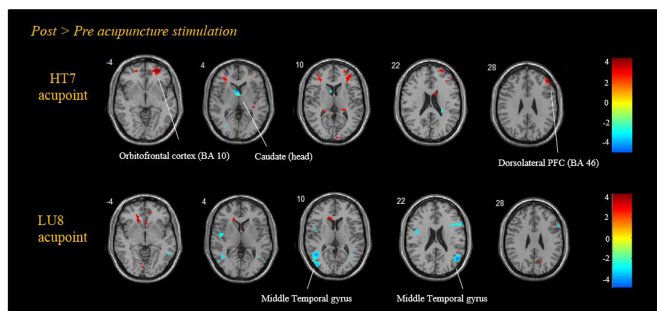 Post > Pre acupuncture stimulation
-4
4
10
22
28
HT7
acupoint
4
2
0
-2
-4
Orbitofrontal cortex (BA 10)
Caudate (head)
Dorsolateral PFC (BA 46)
-4
4
10
22
28
LU8
acupoint
4
2
0
-2
-4
Middle Temporal gyrus
Middle Temporal gyrus